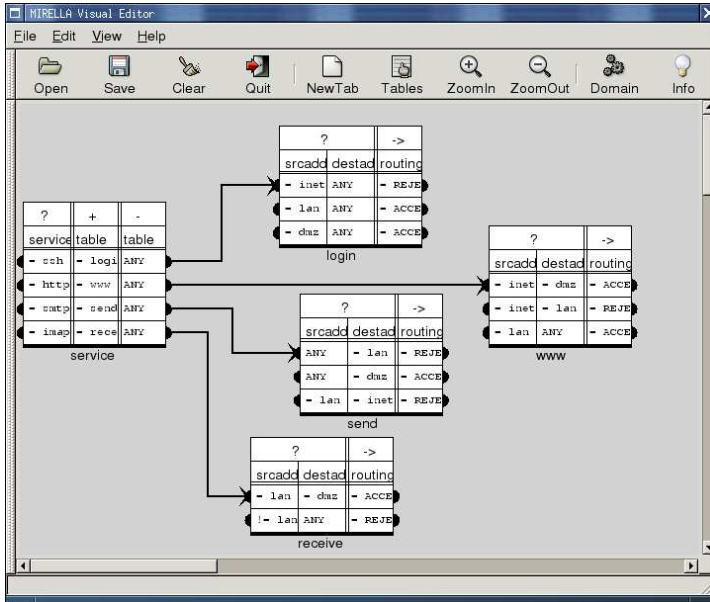 MIRELLA Visual Editor
File Edit View Help
Open Save Clear Quit NewTab Tables ZoomIn ZoomOut Domain Info
? ->
srcadd destad routing
- inet ANY - REJE
- lan ANY - ACCE
- dmz ANY - ACCE
login
? + -
service table table
- ssh - logi ANY
- http - www ANY
- smtp - send ANY
- imap - rece ANY
service
? ->
srcadd destad routing
- inet - dmz - ACCE
- inet - lan - REJE
- lan ANY - ACCE
www
? ->
srcadd destad routing
ANY - lan - REJE
ANY - dmz - ACCE
- lan - inet - REJE
send
? ->
srcadd destad routing
- lan - dmz - ACCE
!- lan ANY - REJE
receive